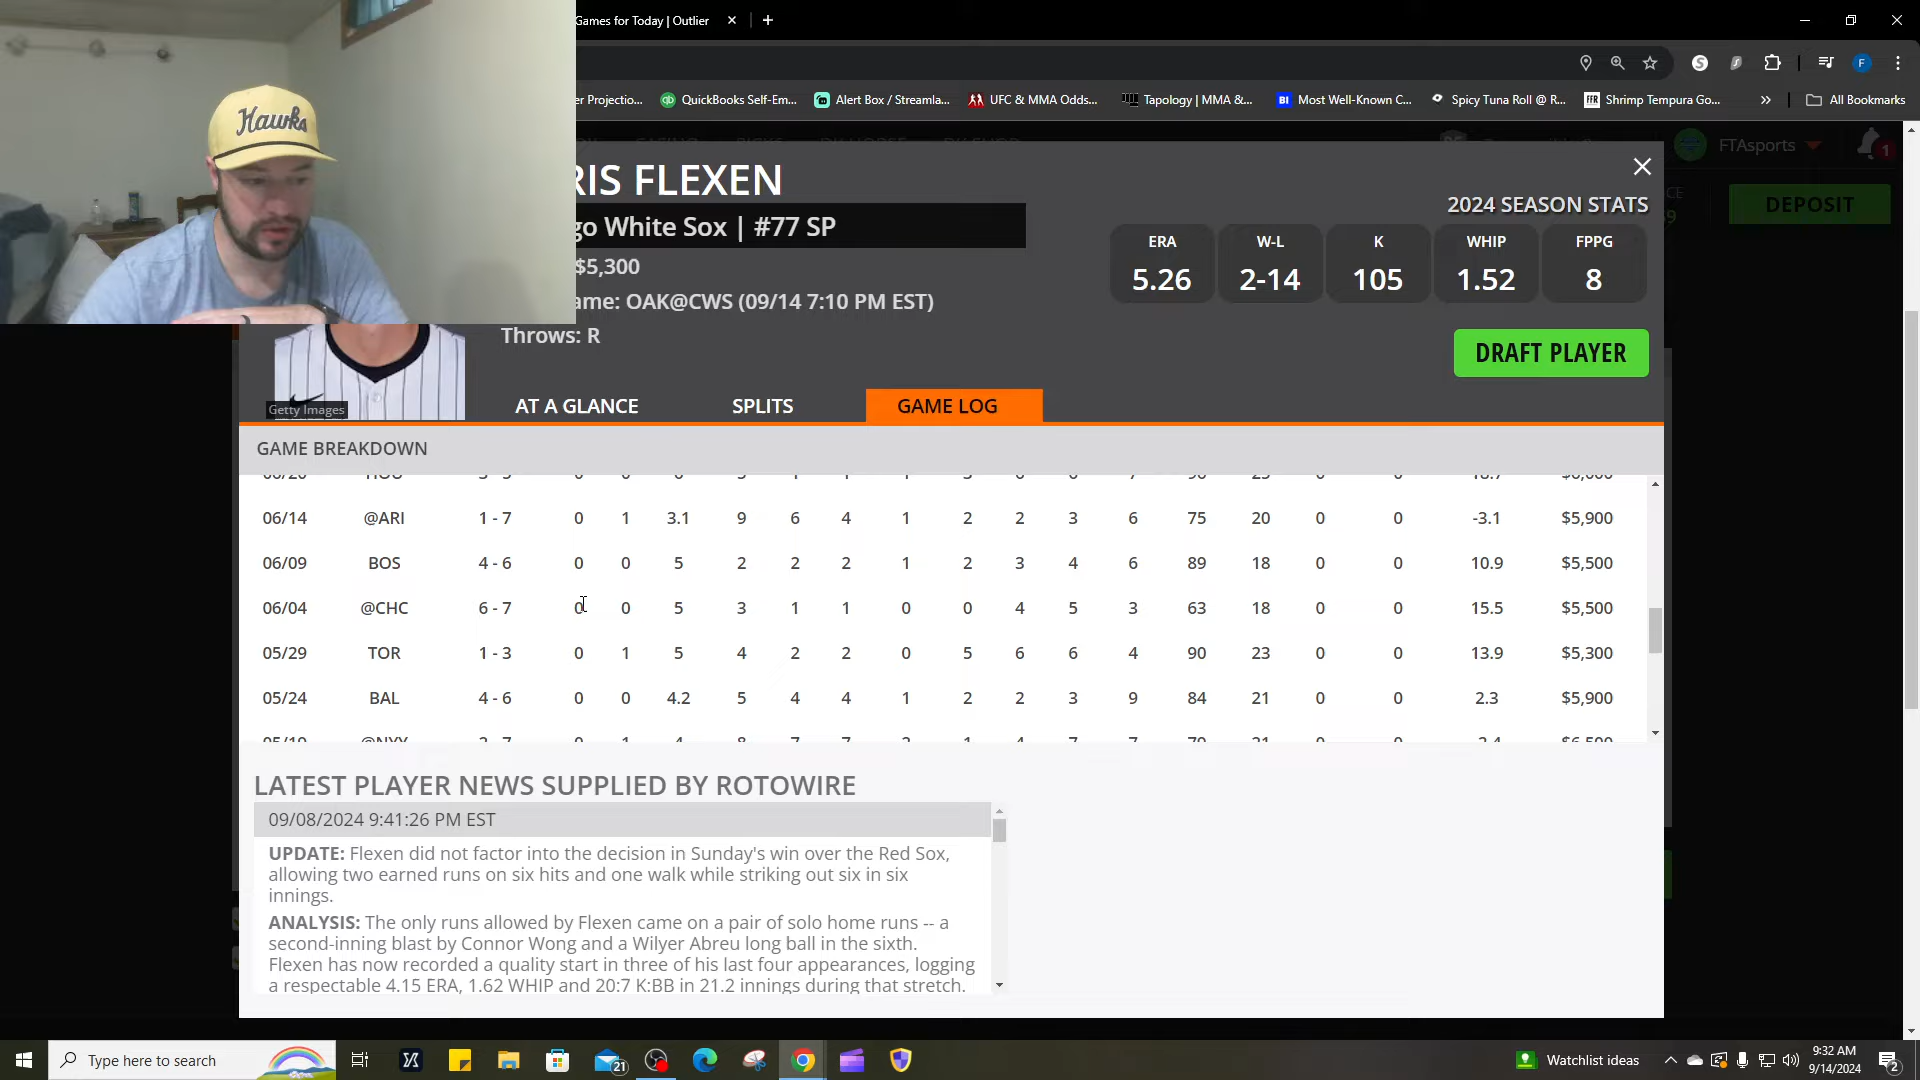 Games for Today | Outlier
er Projectio... QuickBooks Self-Em... Alert Box / Streamla... UFC & MMA Odds... Tapology | MMA &... BI Most Well-Known C... Spicy Tuna Roll @ R... FFR Shrimp Tempura Go... » All Bookmarks
Hawks
FTAsports 1
DEPOSIT
RIS FLEXEN
go White Sox | #77 SP
$5,300
ame: OAK@CWS (09/14 7:10 PM EST)
Throws: R
2024 SEASON STATS
ERA W-L K WHIP FPPG
5.26 2-14 105 1.52 8
DRAFT PLAYER
Getty Images
AT A GLANCE SPLITS GAME LOG
GAME BREAKDOWN
06/14 @ARI 1 - 7 0 1 3.1 9 6 4 1 2 2 3 6 75 20 0 0 -3.1 $5,900
06/09 BOS 4 - 6 0 0 5 2 2 2 1 2 3 4 6 89 18 0 0 10.9 $5,500
06/04 @CHC 6 - 7 0 0 5 3 1 1 0 0 4 5 3 63 18 0 0 15.5 $5,500
05/29 TOR 1 - 3 0 1 5 4 2 2 0 5 6 6 4 90 23 0 0 13.9 $5,300
05/24 BAL 4 - 6 0 0 4.2 5 4 4 1 2 2 3 9 84 21 0 0 2.3 $5,900
LATEST PLAYER NEWS SUPPLIED BY ROTOWIRE
09/08/2024 9:41:26 PM EST
UPDATE: Flexen did not factor into the decision in Sunday's win over the Red Sox,
allowing two earned runs on six hits and one walk while striking out six in six
innings.
ANALYSIS: The only runs allowed by Flexen came on a pair of solo home runs -- a
second-inning blast by Connor Wong and a Wilyer Abreu long ball in the sixth.
Flexen has now recorded a quality start in three of his last four appearances, logging
a respectable 4.15 ERA, 1.62 WHIP and 20:7 K:BB in 21.2 innings during that stretch.
Type here to search
21
Watchlist ideas
9:32 AM
9/14/2024
2